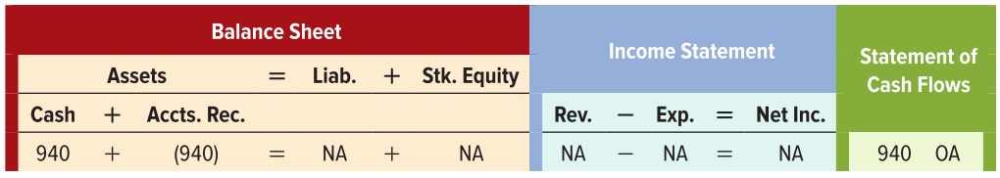 Balance Sheet
Income Statement
Statement of
Cash Flows
Assets = Liab. + Stk. Equity
Cash + Accts. Rec.
Rev. − Exp. = Net Inc.
940 + (940) = NA + NA NA − NA = NA 940 OA